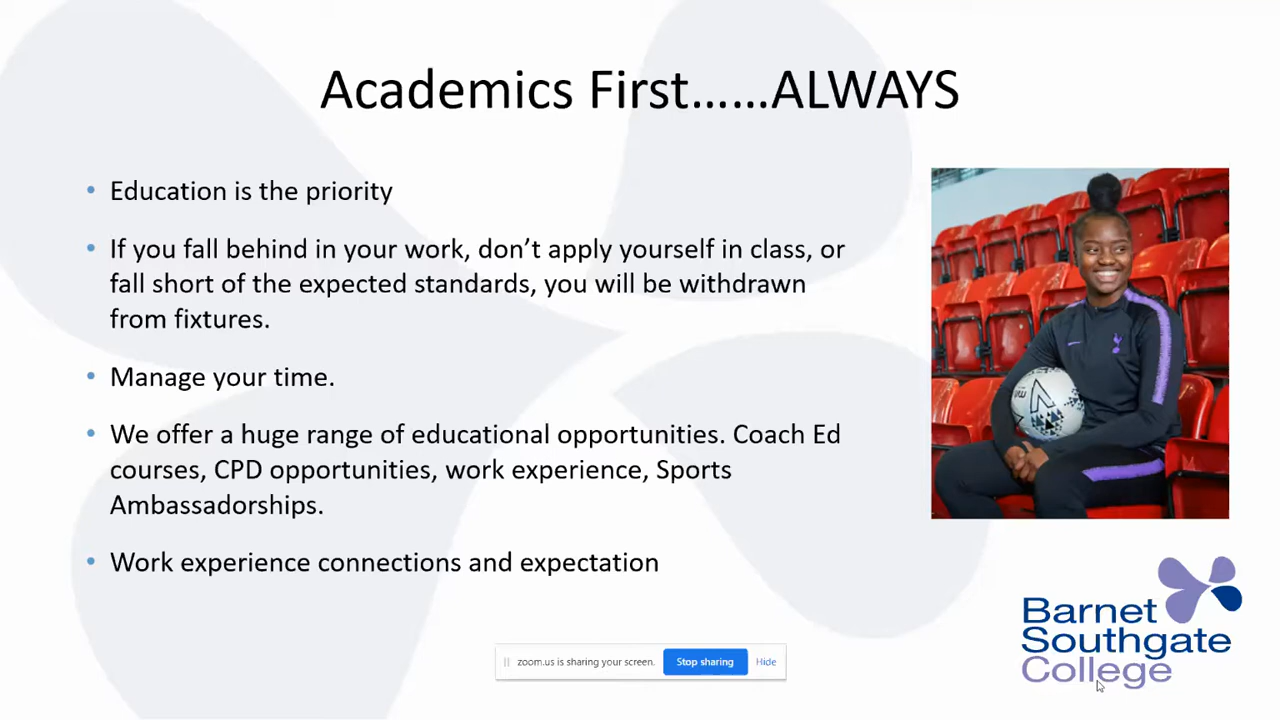 Academics First……ALWAYS
• Education is the priority
• If you fall behind in your work, don’t apply yourself in class, or
fall short of the expected standards, you will be withdrawn
from fixtures.
• Manage your time.
• We offer a huge range of educational opportunities. Coach Ed
courses, CPD opportunities, work experience, Sports
Ambassadorships.
• Work experience connections and expectation
Barnet
Southgate
College
zoom.us is sharing your screen. Stop sharing Hide